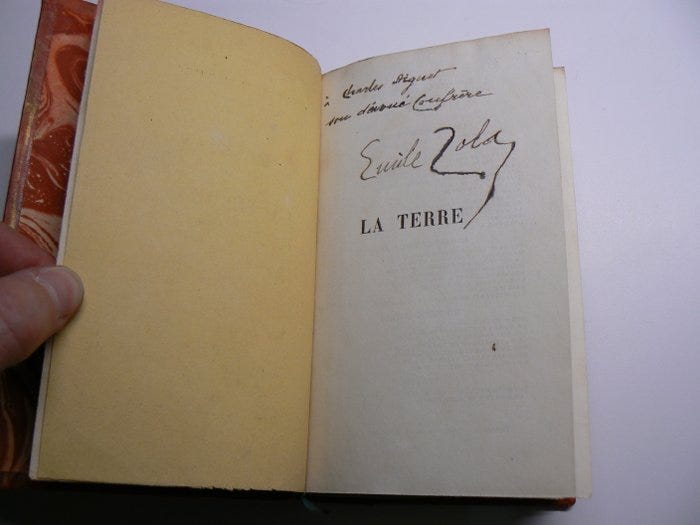 à Charles Diguet
son dévoué Confrère
Emile Zola
LA TERRE